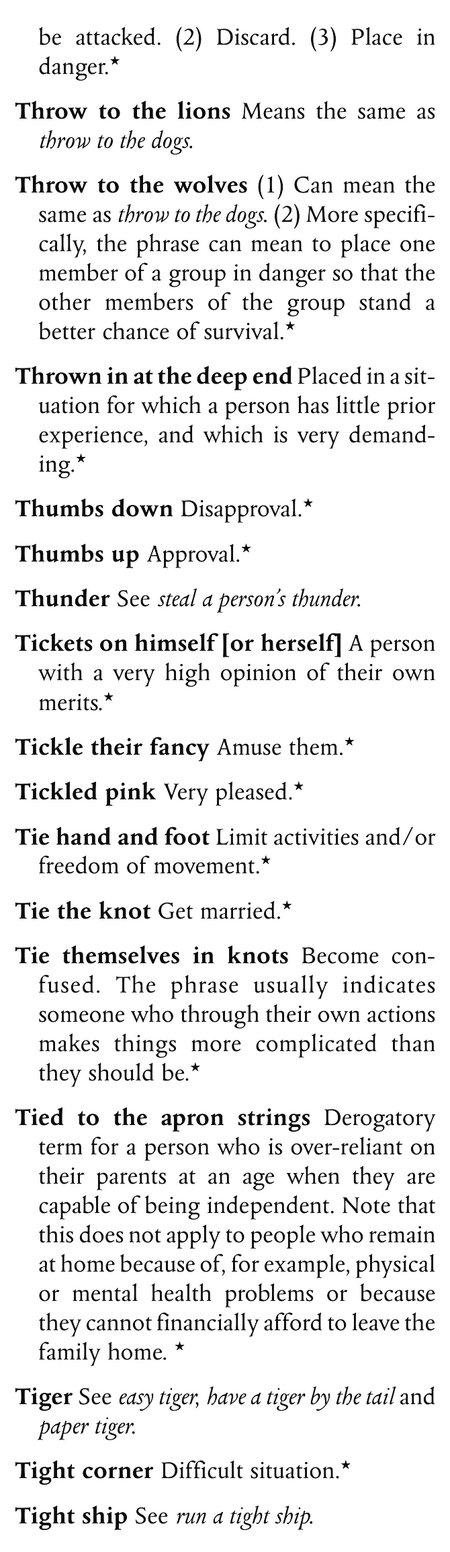 be attacked. (2) Discard. (3) Place in
danger.★
Throw to the lions Means the same as
throw to the dogs.
Throw to the wolves (1) Can mean the
same as throw to the dogs. (2) More specifi-
cally, the phrase can mean to place one
member of a group in danger so that the
other members of the group stand a
better chance of survival.★
Thrown in at the deep end Placed in a sit-
uation for which a person has little prior
experience, and which is very demand-
ing.★
Thumbs down Disapproval.★
Thumbs up Approval.★
Thunder See steal a person's thunder.
Tickets on himself [or herself] A person
with a very high opinion of their own
merits.★
Tickle their fancy Amuse them.★
Tickled pink Very pleased.★
Tie hand and foot Limit activities and/or
freedom of movement.★
Tie the knot Get married.★
Tie themselves in knots Become con-
fused. The phrase usually indicates
someone who through their own actions
makes things more complicated than
they should be.★
Tied to the apron strings Derogatory
term for a person who is over-reliant on
their parents at an age when they are
capable of being independent. Note that
this does not apply to people who remain
at home because of, for example, physical
or mental health problems or because
they cannot financially afford to leave the
family home. ★
Tiger See easy tiger, have a tiger by the tail and
paper tiger.
Tight corner Difficult situation.★
Tight ship See run a tight ship.